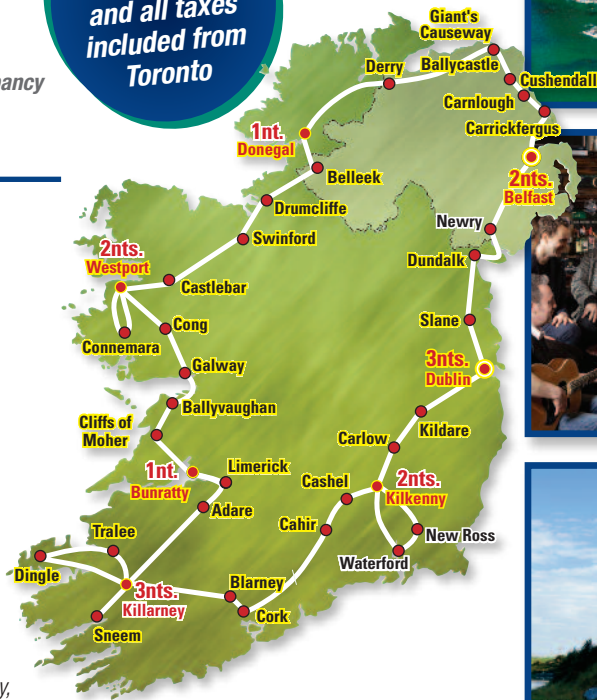 and all taxes
included from
Toronto
Giant's
Causeway
Derry
Ballycastle
Cushendall
Carnlough
Carrickfergus
1nt.
Donegal
Belleek
2nts.
Belfast
Drumcliffe
Newry
Swinford
Dundalk
2nts.
Westport
Castlebar
Cong
Slane
Connemara
Galway
3nts.
Dublin
Ballyvaughan
Kildare
Cliffs of
Moher
Carlow
Limerick
1nt.
Bunratty
Cashel
2nts.
Kilkenny
Adare
Cahir
New Ross
Tralee
Waterford
Dingle
Blarney
3nts.
Killarney
Cork
Sneem